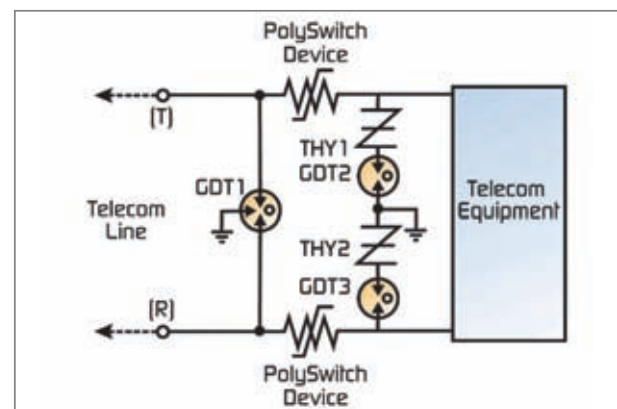 PolySwitch
Device
(T)
THY1
GDT1
GDT2
Telecom
Line
Telecom
Equipment
THY2
GDT3
(R)
PolySwitch
Device